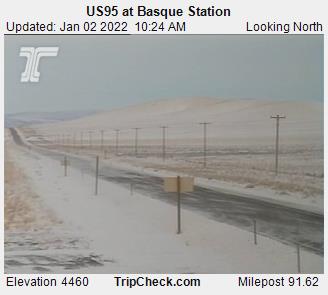 US95 at Basque Station
Updated: Jan 02 2022 10:24 AM Looking North
Elevation 4460 TripCheck.com Milepost 91.62